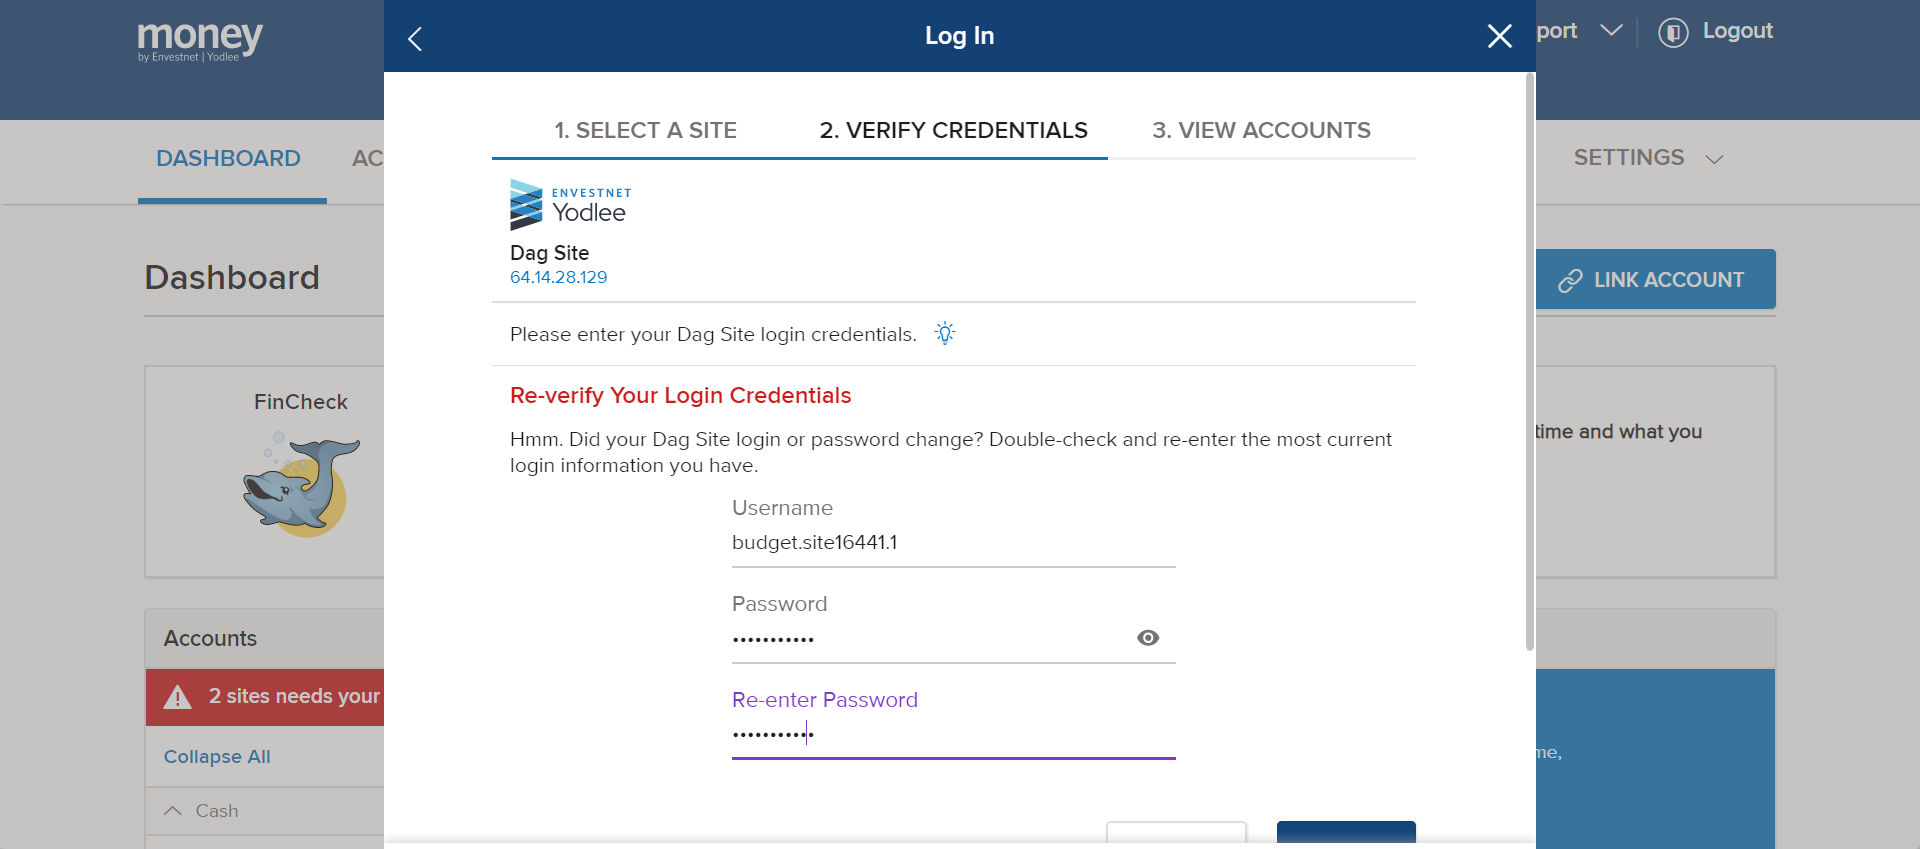 money
by Envestnet | Yodlee
Log In
port
Logout
DASHBOARD
AC
SETTINGS
1. SELECT A SITE
2. VERIFY CREDENTIALS
3. VIEW ACCOUNTS
ENVESTNET
Yodlee
Dag Site
64.14.28.129
Dashboard
LINK ACCOUNT
Please enter your Dag Site login credentials.
Re-verify Your Login Credentials
Hmm. Did your Dag Site login or password change? Double-check and re-enter the most current
login information you have.
FinCheck
time and what you
Username
budget.site16441.1
Password
•••••••••••
Re-enter Password
•••••••••••
Accounts
2 sites needs your
Collapse All
me,
Cash